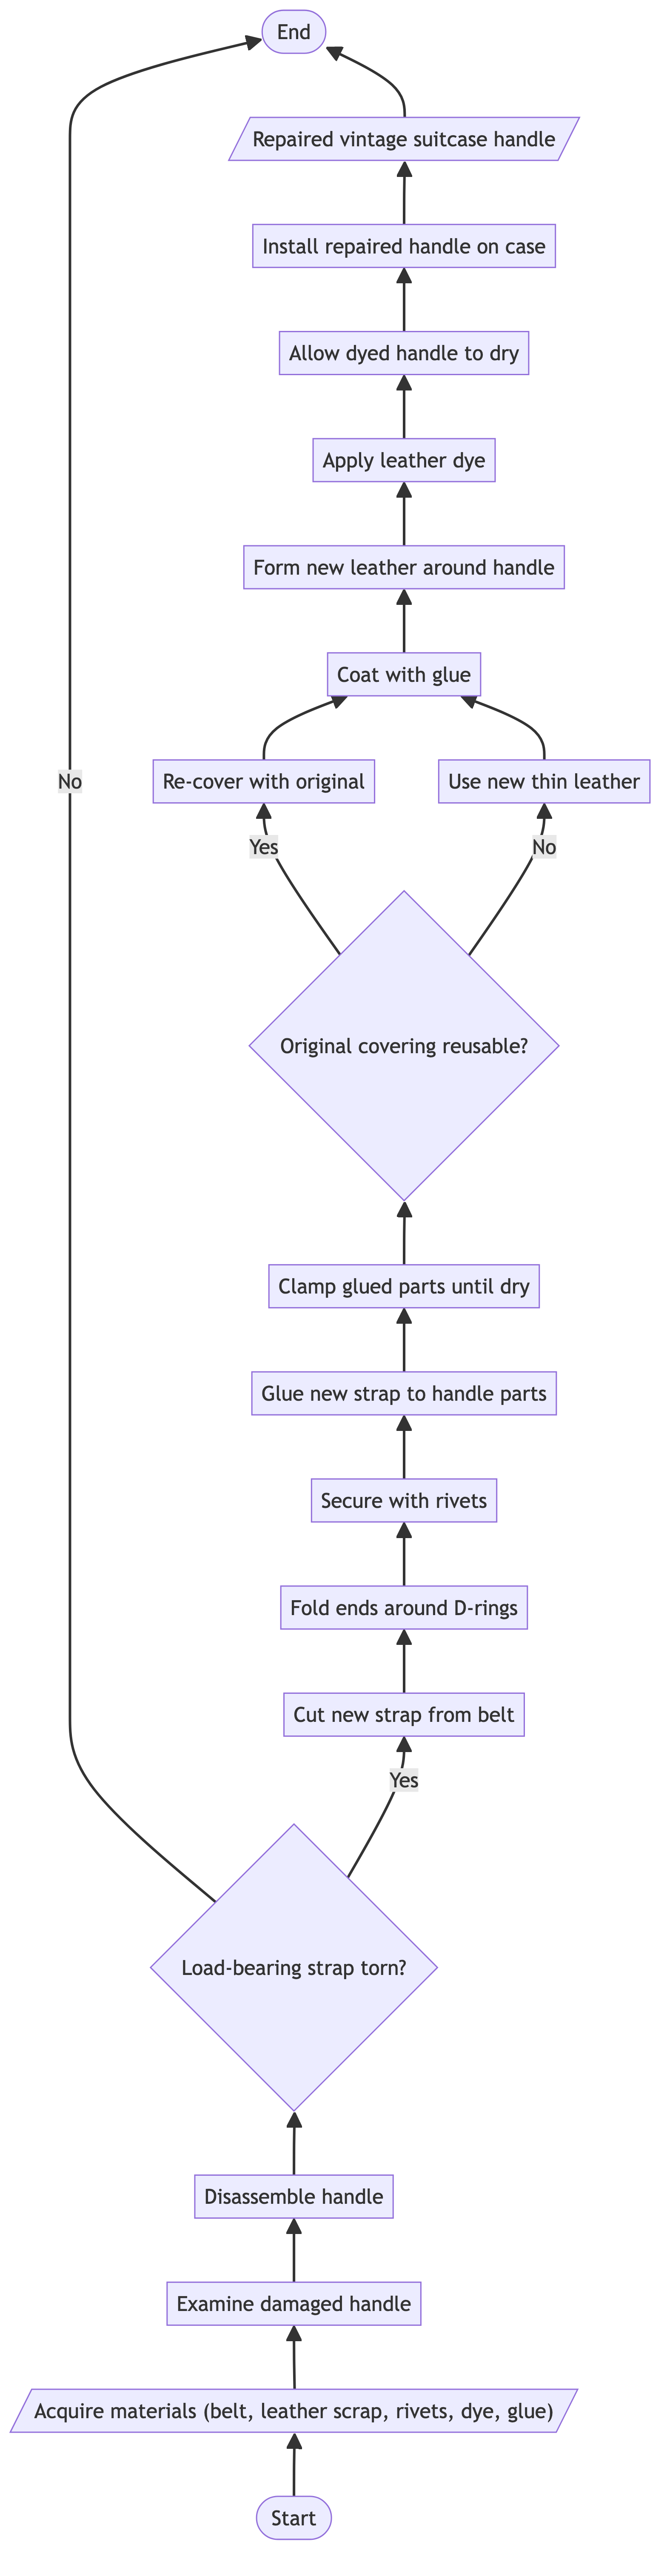 End
Repaired vintage suitcase handle
Install repaired handle on case
Allow dyed handle to dry
Apply leather dye
Form new leather around handle
Coat with glue
Re-cover with original
Use new thin leather
No
Yes
No
Original covering reusable?
Clamp glued parts until dry
Glue new strap to handle parts
Secure with rivets
Fold ends around D-rings
Cut new strap from belt
Yes
Load-bearing strap torn?
Disassemble handle
Examine damaged handle
Acquire materials (belt, leather scrap, rivets, dye, glue)
Start